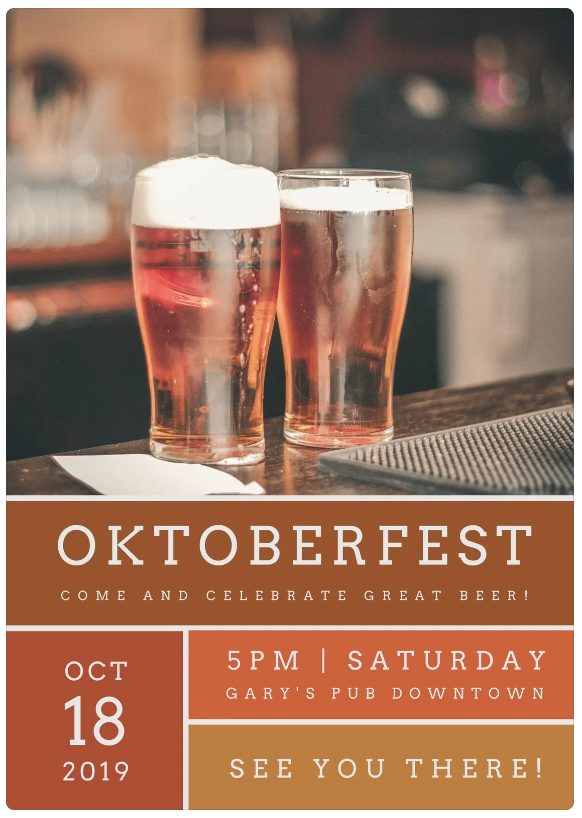 OKTOBERFEST
COME AND CELEBRATE GREAT BEER!
OCT
18
2019
5PM | SATURDAY
GARY'S PUB DOWNTOWN
SEE YOU THERE!